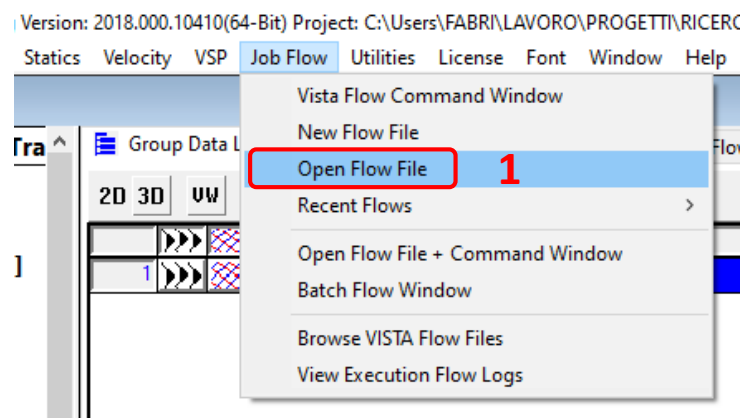 Version: 2018.000.10410(64-Bit) Project: C:\Users\FABRI\LAVORO\PROGETTI\RICERC
Statics Velocity VSP Job Flow Utilities License Font Window Help
Vista Flow Command Window
Tra Group Data L New Flow File Flo
Open Flow File 1
2D 3D VW Recent Flows
] Open Flow File + Command Window
1 Batch Flow Window
Browse VISTA Flow Files
View Execution Flow Logs